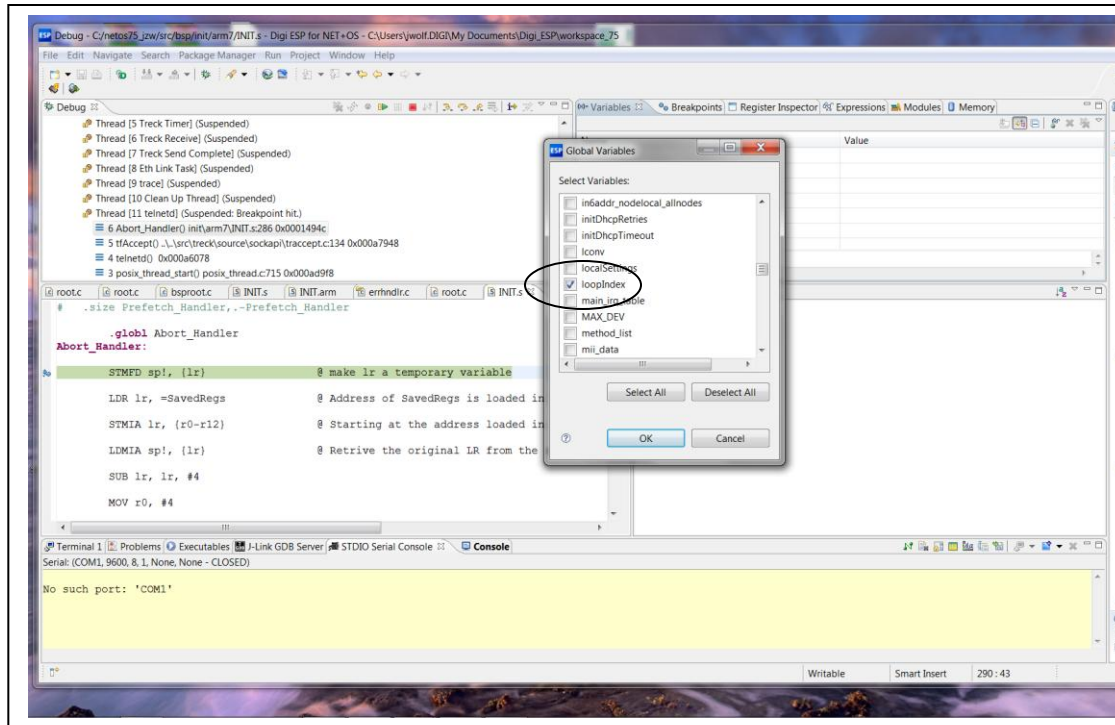 Debug - C:/netos75_jzw/src/bsp/init/arm7/INIT.s - Digi ESP for NET+OS - C:\Users\jwolf.DIGI\My Documents\Digi_ESP\workspace_75
File Edit Navigate Search Package Manager Run Project Window Help
Debug
Thread [5 Treck Timer] (Suspended)
Thread [6 Treck Receive] (Suspended)
Thread [7 Treck Send Complete] (Suspended)
Thread [8 Eth Link Task] (Suspended)
Thread [9 trace] (Suspended)
Thread [10 Clean Up Thread] (Suspended)
Thread [11 telnetd] (Suspended: Breakpoint hit.)
6 Abort_Handler() init\arm7\INIT.s:286 0x0001494c
5 tfAccept() ..\..\src\treck\source\sockapi\traccept.c:134 0x000a7948
4 telnetd() 0x000a6078
3 posix_thread_start() posix_thread.c:715 0x000ad9f8
Variables Breakpoints Register Inspector Expressions Modules Memory
Value
ESP Global Variables
Select Variables:
in6addr_nodelocal_allnodes
initDhcpRetries
initDhcpTimeout
lconv
localSettings
loopIndex
main_irq_table
MAX_DEV
method_list
mii_data
Select All Deselect All
OK Cancel
root.c root.c bsproot.c INIT.s INIT.arm errhndlr.c root.c INIT.s
# .size Prefetch_Handler,.-Prefetch_Handler
.globl Abort_Handler
Abort_Handler:
STMFD sp!, {lr} @ make lr a temporary variable
LDR lr, =SavedRegs @ Address of SavedRegs is loaded in
STMIA lr, {r0-r12} @ Starting at the address loaded in
LDMIA sp!, {lr} @ Retrive the original LR from the
SUB lr, lr, #4
MOV r0, #4
Terminal 1 Problems Executables J-Link GDB Server STDIO Serial Console Console
Serial: (COM1, 9600, 8, 1, None, None - CLOSED)
No such port: 'COM1'
Writable Smart Insert 290 : 43